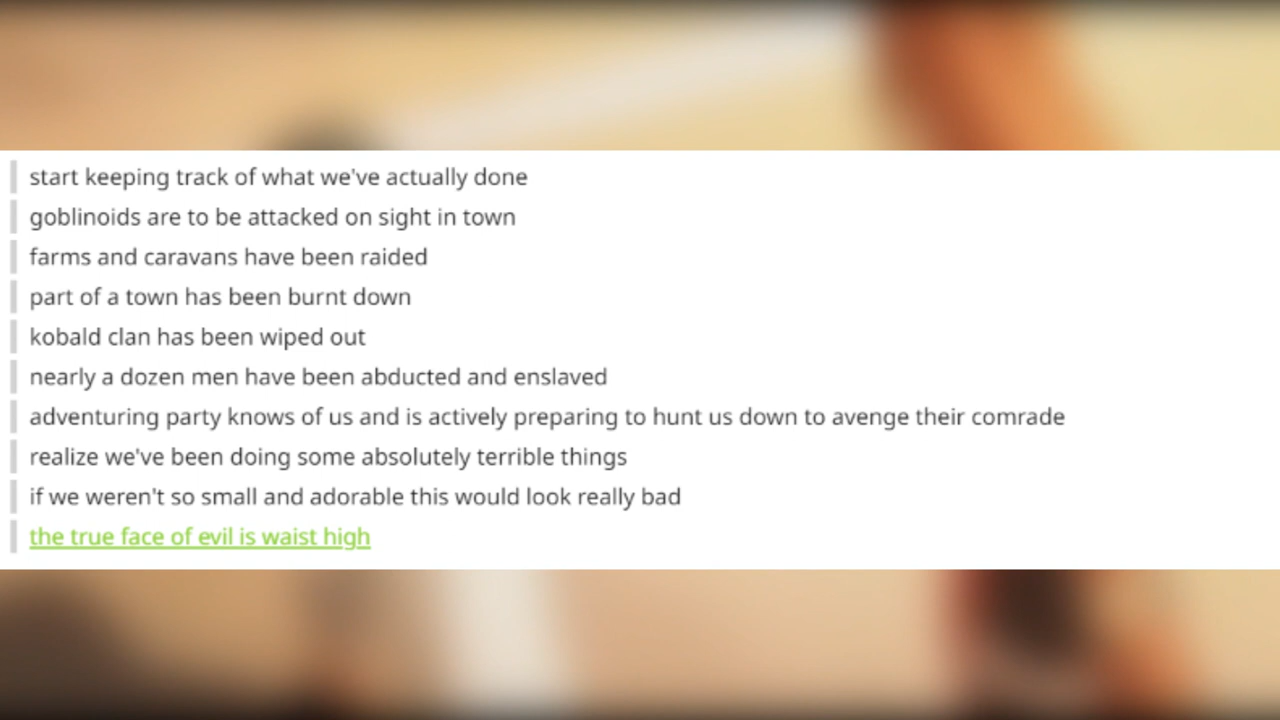 start keeping track of what we've actually done
goblinoids are to be attacked on sight in town
farms and caravans have been raided
part of a town has been burnt down
kobald clan has been wiped out
nearly a dozen men have been abducted and enslaved
adventuring party knows of us and is actively preparing to hunt us down to avenge their comrade
realize we've been doing some absolutely terrible things
if we weren't so small and adorable this would look really bad
the true face of evil is waist high